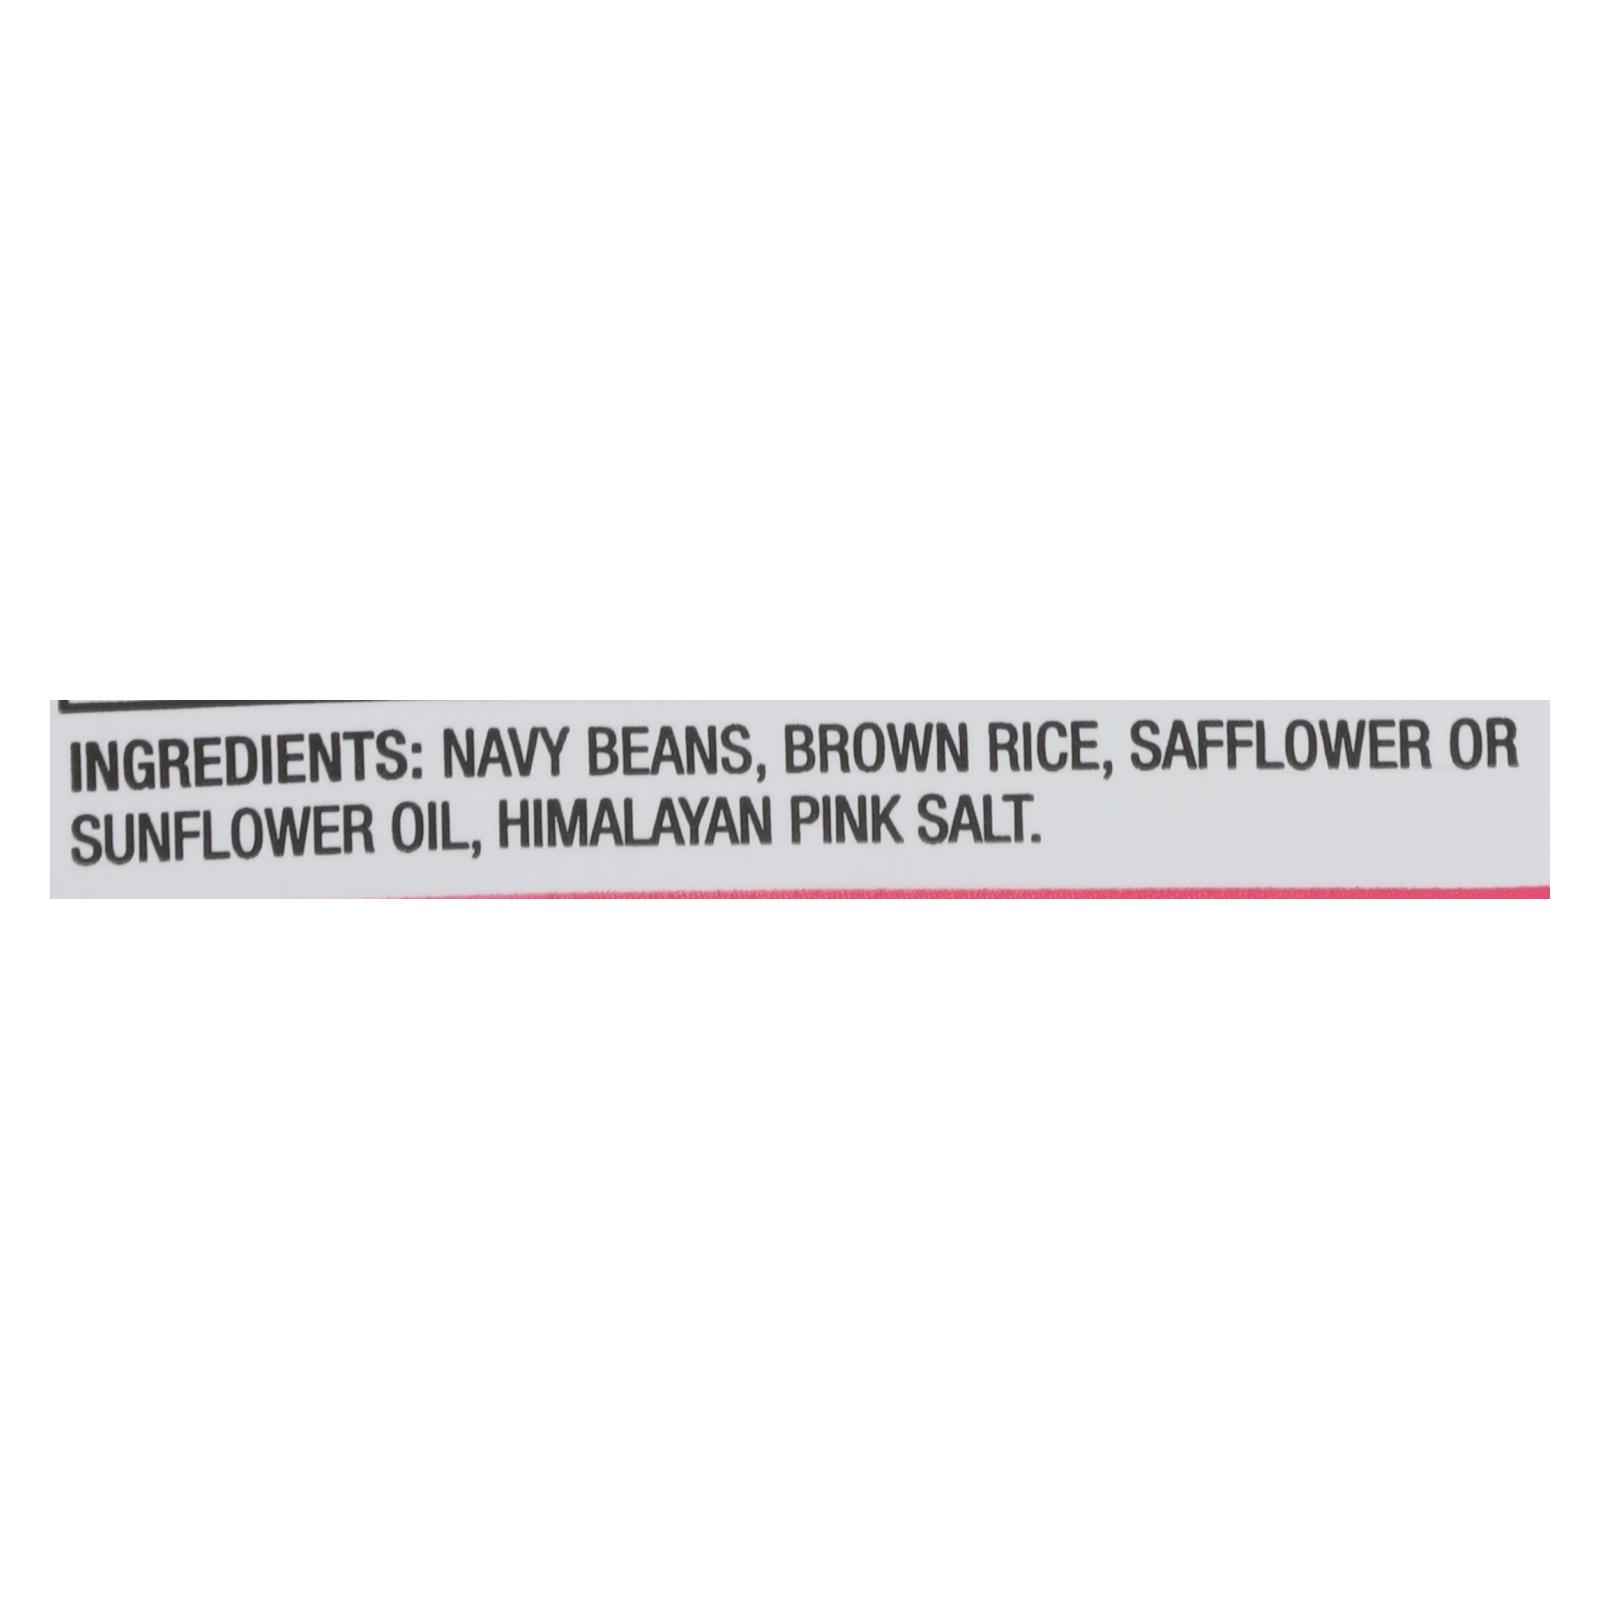 INGREDIENTS: NAVY BEANS, BROWN RICE, SAFFLOWER OR
SUNFLOWER OIL, HIMALAYAN PINK SALT.